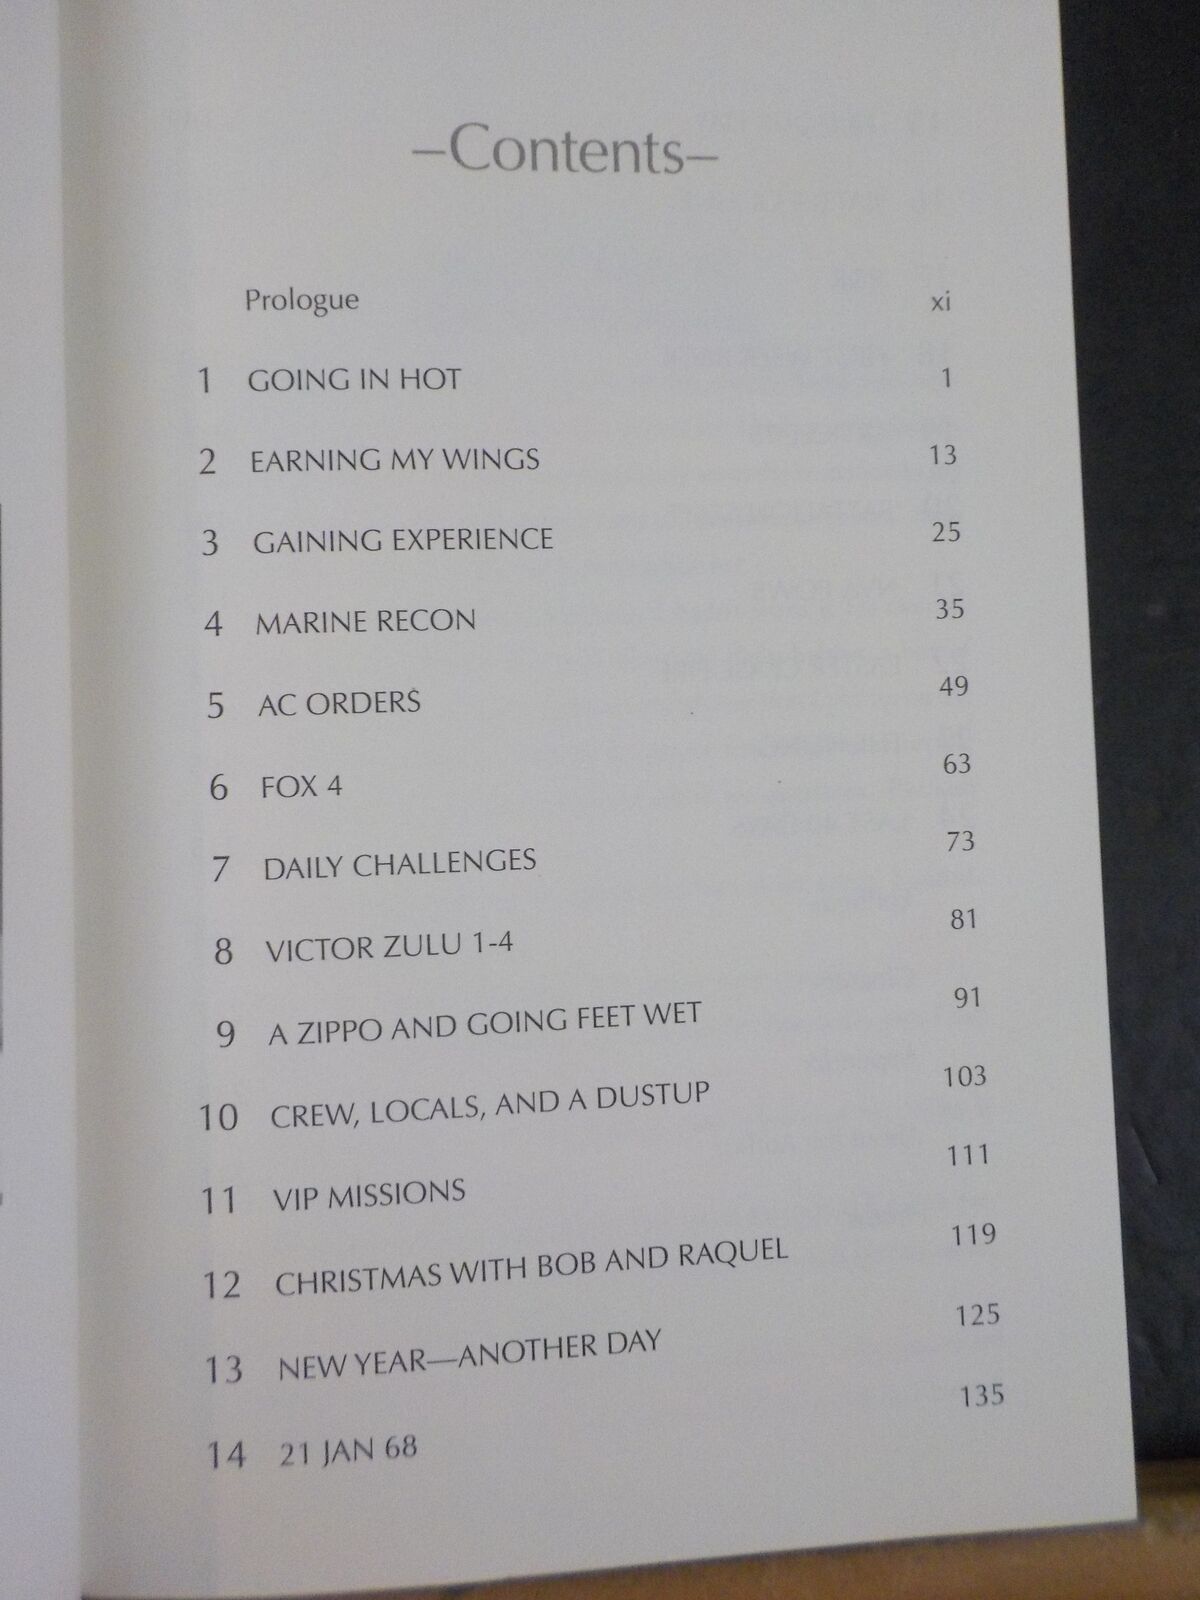 –Contents–
Prologue xi
1 GOING IN HOT 1
2 EARNING MY WINGS 13
3 GAINING EXPERIENCE 25
4 MARINE RECON 35
5 AC ORDERS 49
6 FOX 4 63
7 DAILY CHALLENGES 73
8 VICTOR ZULU 1-4 81
9 A ZIPPO AND GOING FEET WET 91
10 CREW, LOCALS, AND A DUSTUP 103
11 VIP MISSIONS 111
12 CHRISTMAS WITH BOB AND RAQUEL 119
13 NEW YEAR—ANOTHER DAY 125
14 21 JAN 68 135